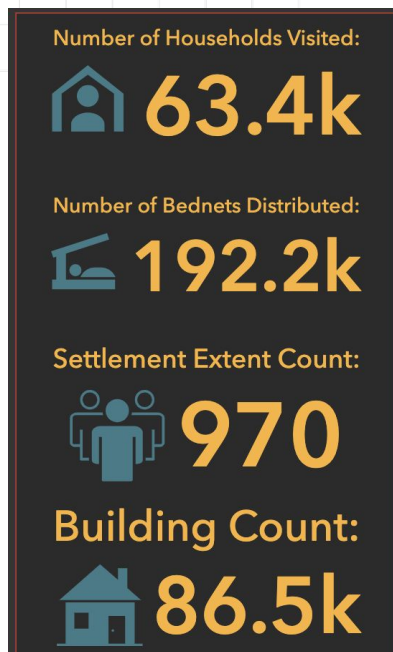 Number of Households Visited:
63.4k
Number of Bednets Distributed:
192.2k
Settlement Extent Count:
970
Building Count:
86.5k